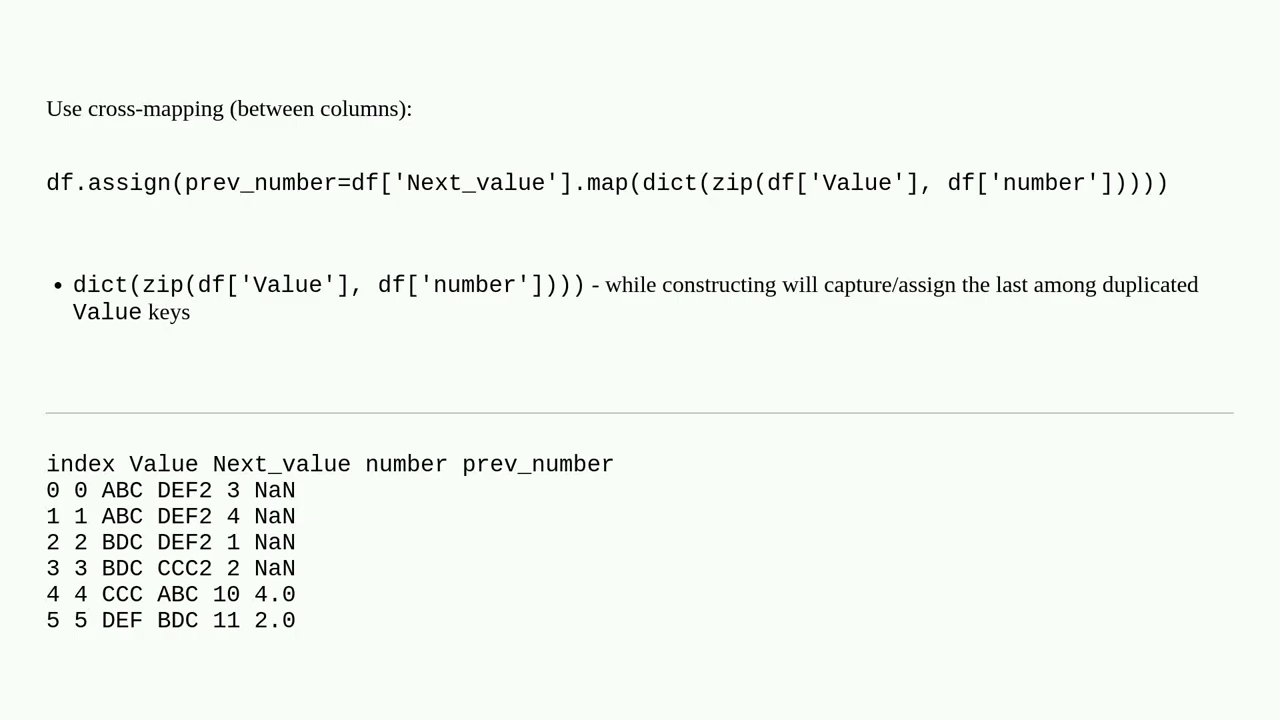 Use cross-mapping (between columns):
df.assign(prev_number=df['Next_value'].map(dict(zip(df['Value'], df['number']))))
• dict(zip(df['Value'], df['number']))) - while constructing will capture/assign the last among duplicated
Value keys
index Value Next_value number prev_number
0 0 ABC DEF2 3 NaN
1 1 ABC DEF2 4 NaN
2 2 BDC DEF2 1 NaN
3 3 BDC CCC2 2 NaN
4 4 CCC ABC 10 4.0
5 5 DEF BDC 11 2.0